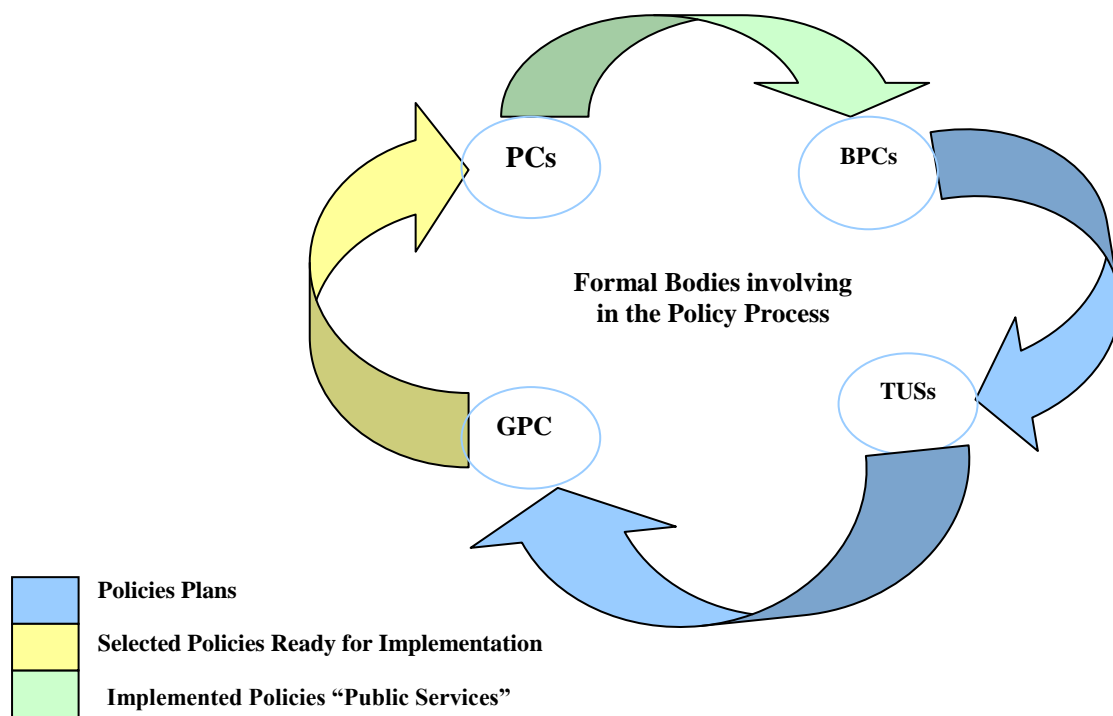 PCs
BPCs
Formal Bodies involving
in the Policy Process
TUSs
GPC
Policies Plans
Selected Policies Ready for Implementation
Implemented Policies “Public Services”